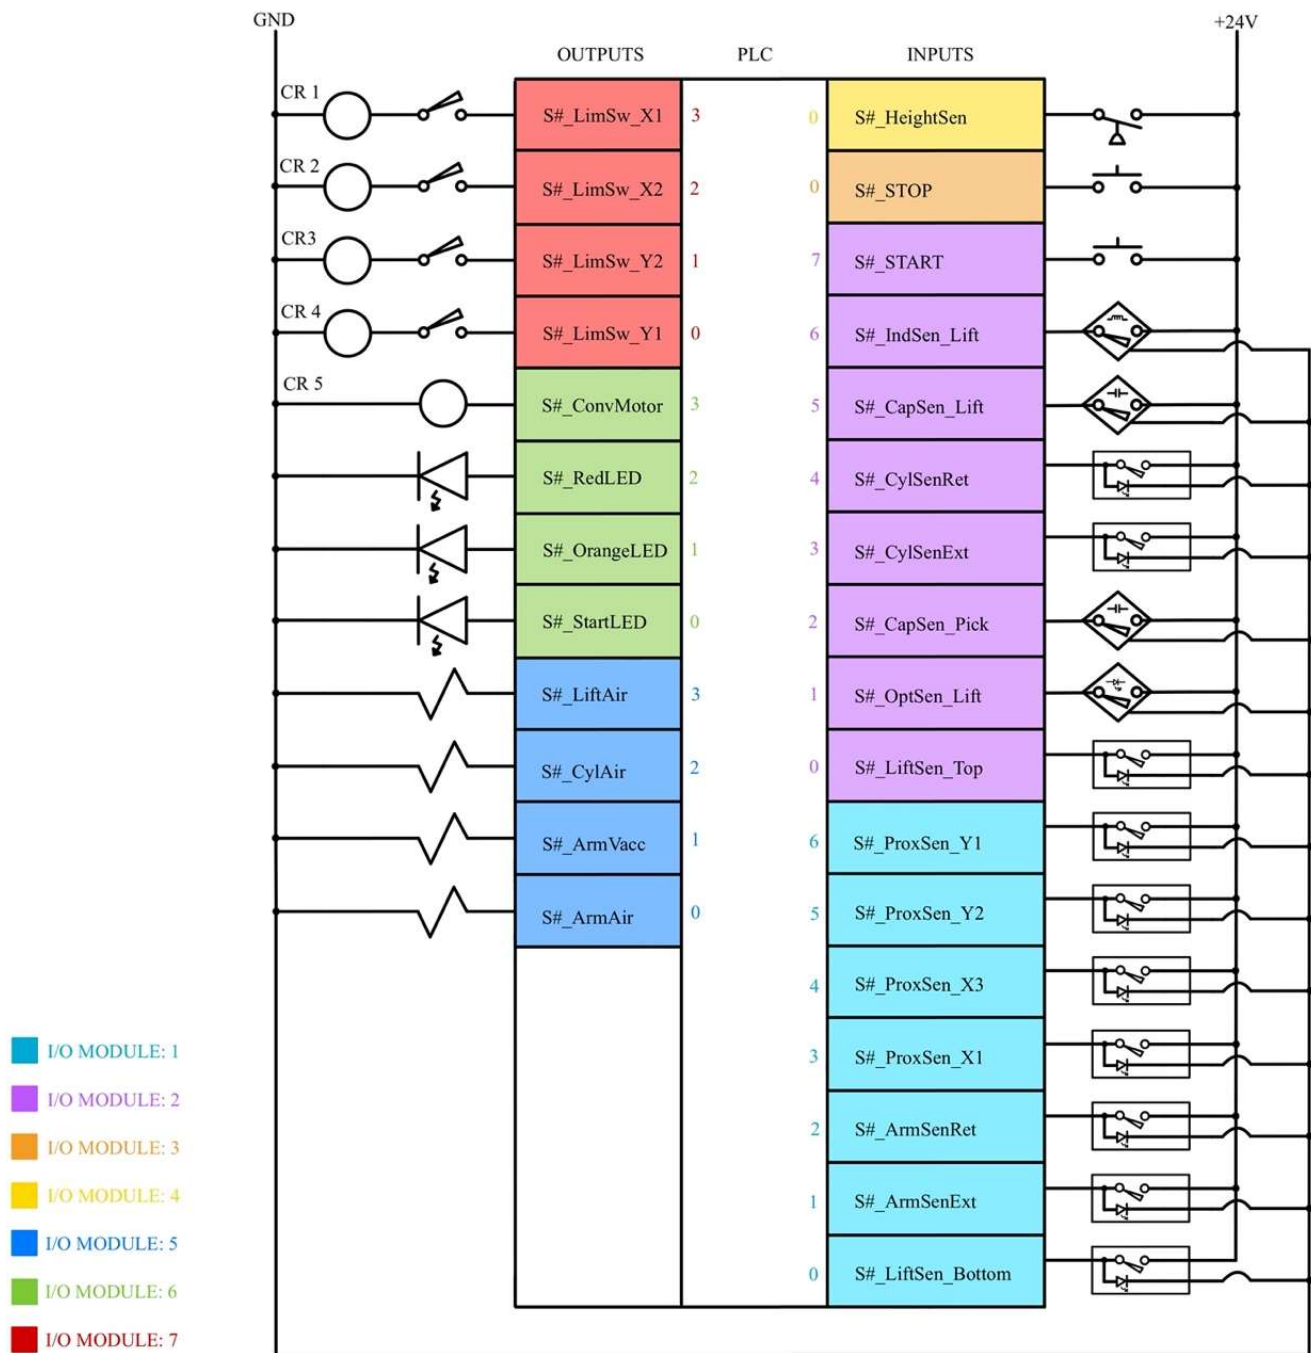 GND
+24V
OUTPUTS PLC INPUTS
CR 1 S#_LimSw_X1 3 0 S#_HeightSen
CR 2 S#_LimSw_X2 2 0 S#_STOP
CR3 S#_LimSw_Y2 1 7 S#_START
CR 4 S#_LimSw_Y1 0 6 S#_IndSen_Lift
CR 5 S#_ConvMotor 3 5 S#_CapSen_Lift
S#_RedLED 2 4 S#_CylSenRet
S#_OrangeLED 1 3 S#_CylSenExt
S#_StartLED 0 2 S#_CapSen_Pick
S#_LiftAir 3 1 S#_OptSen_Lift
S#_CylAir 2 0 S#_LiftSen_Top
S#_ArmVacc 1 6 S#_ProxSen_Y1
S#_ArmAir 0 5 S#_ProxSen_Y2
4 S#_ProxSen_X3
3 S#_ProxSen_X1
2 S#_ArmSenRet
1 S#_ArmSenExt
0 S#_LiftSen_Bottom
I/O MODULE: 1
I/O MODULE: 2
I/O MODULE: 3
I/O MODULE: 4
I/O MODULE: 5
I/O MODULE: 6
I/O MODULE: 7